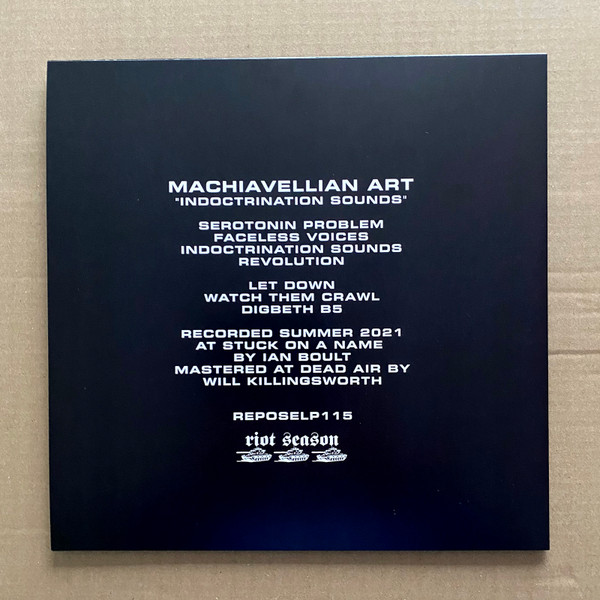 MACHIAVELLIAN ART
"INDOCTRINATION SOUNDS"
SEROTONIN PROBLEM
FACELESS VOICES
INDOCTRINATION SOUNDS
REVOLUTION
LET DOWN
WATCH THEM CRAWL
DIGBETH B5
RECORDED SUMMER 2021
AT STUCK ON A NAME
BY IAN BOULT
MASTERED AT DEAD AIR BY
WILL KILLINGSWORTH
REPOSELP115
riot season